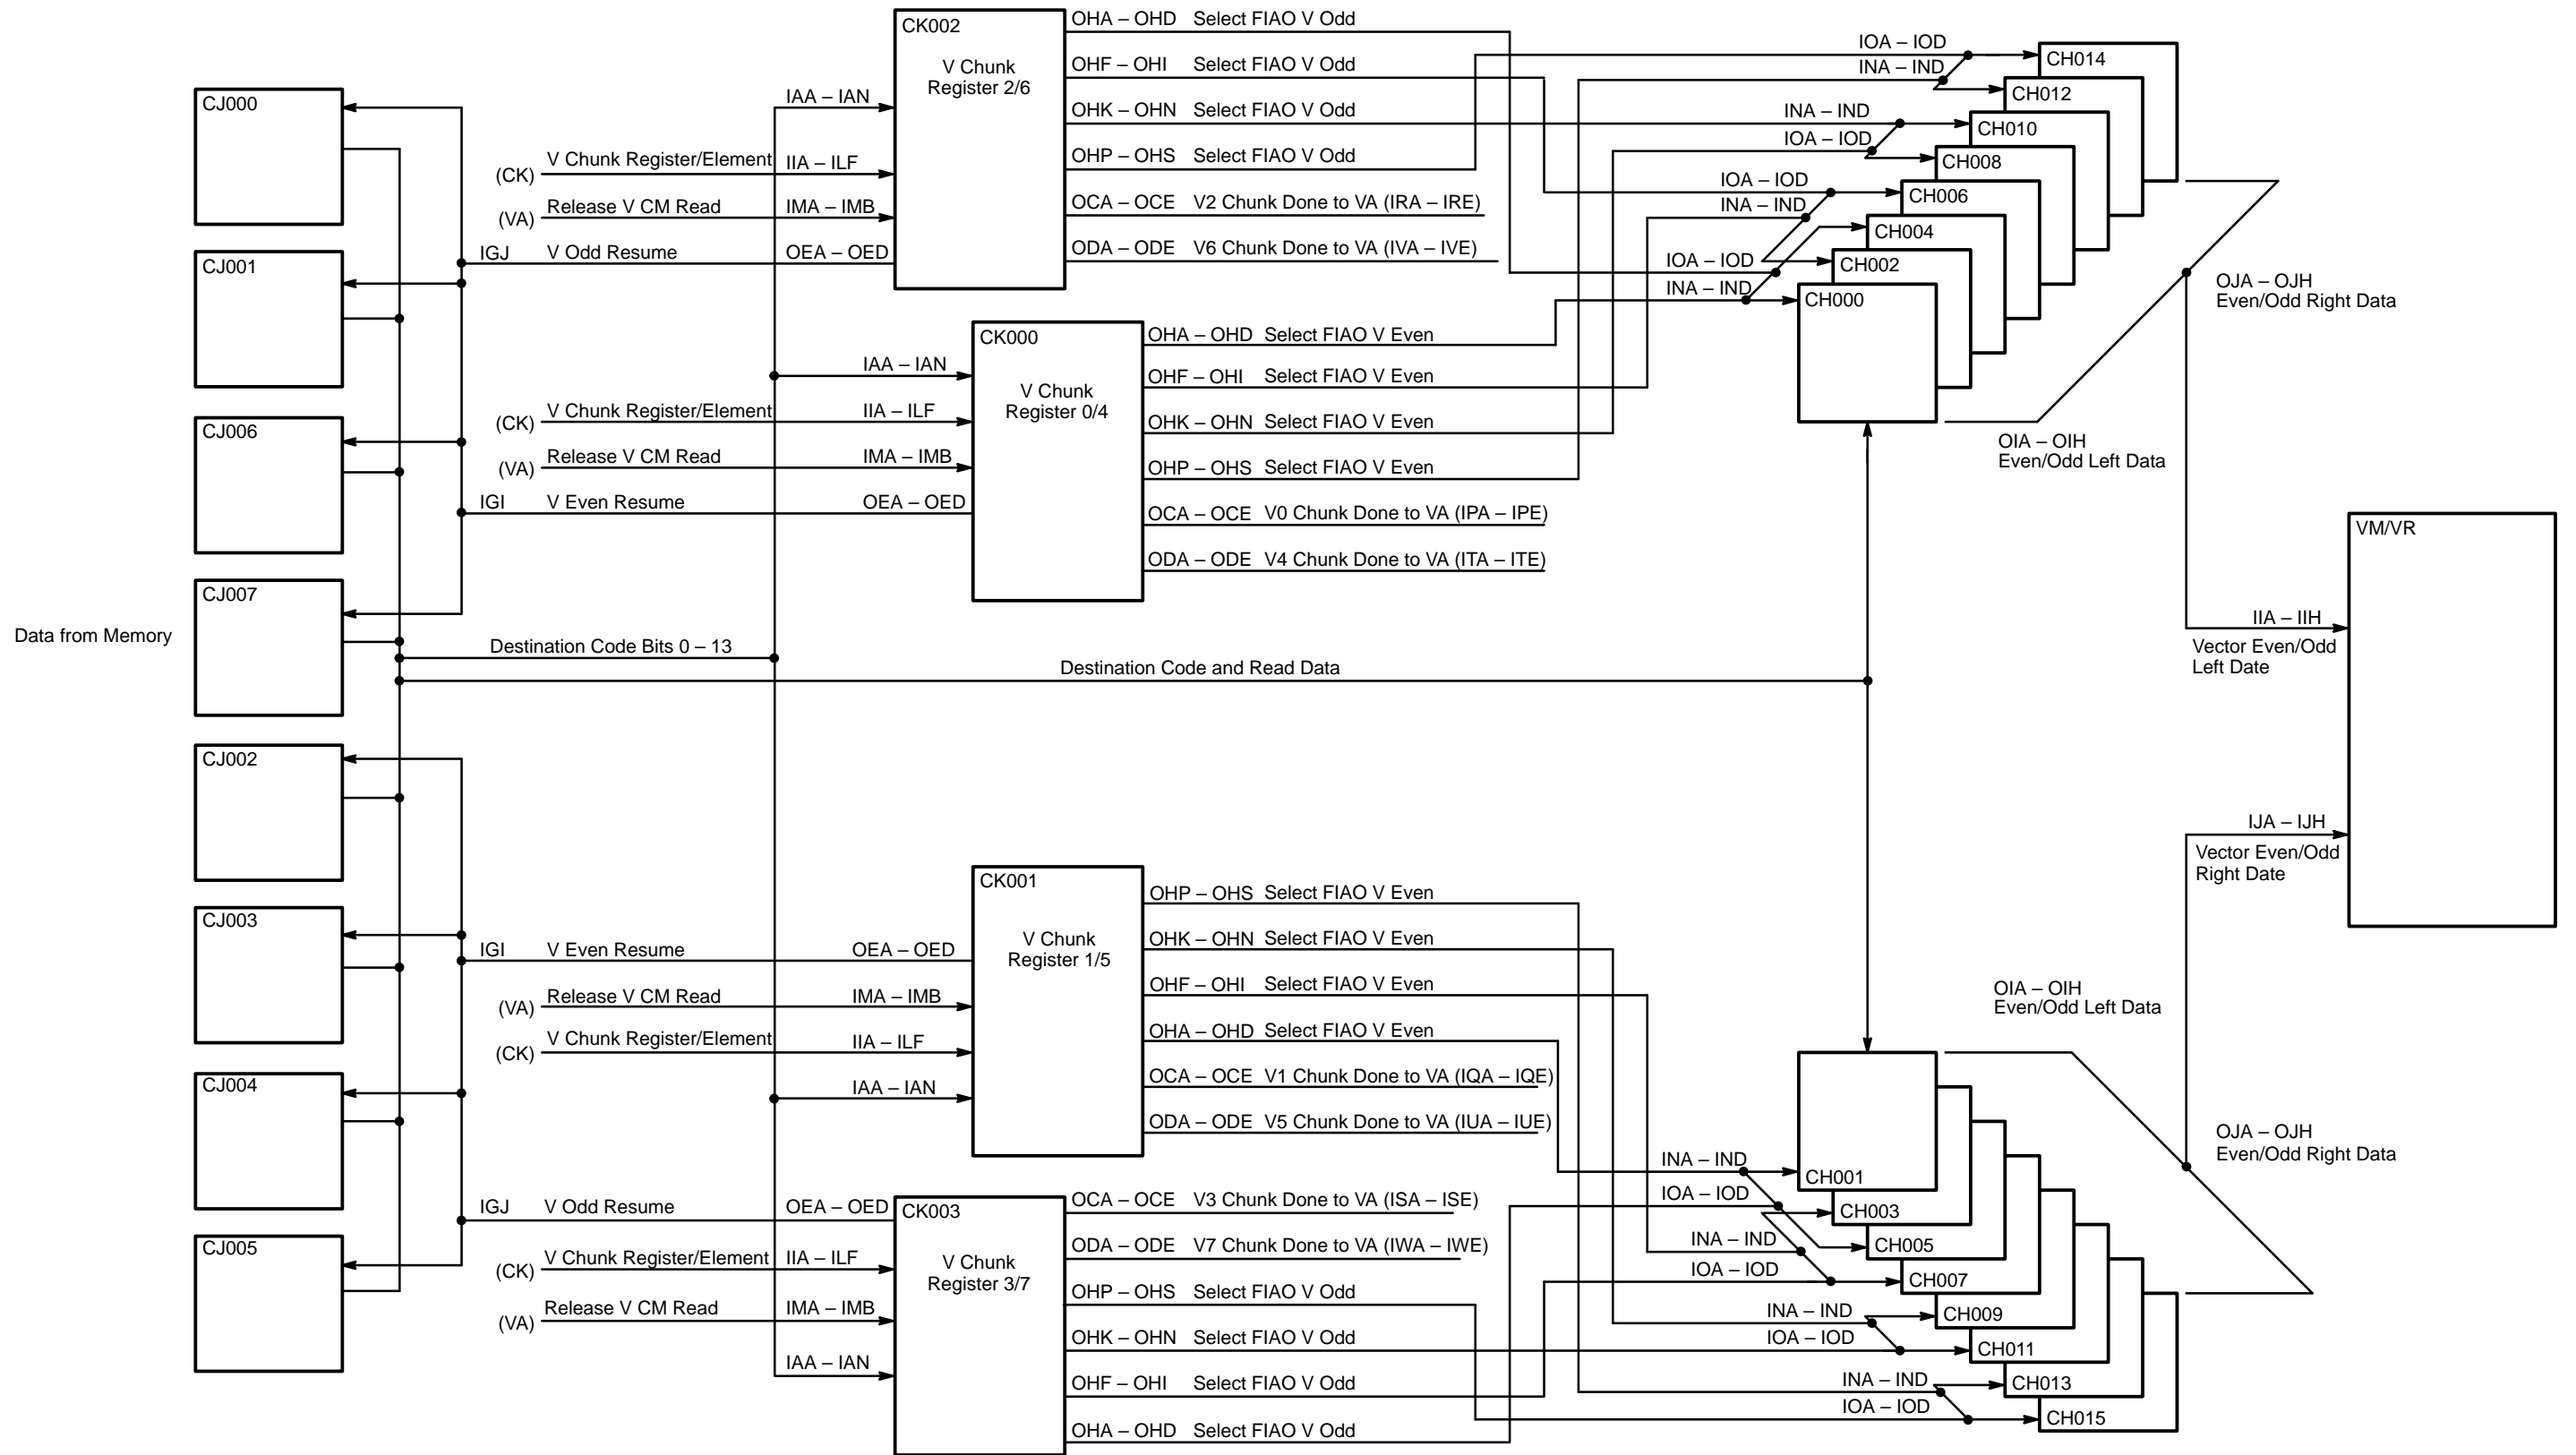 CK002
V Chunk
Register 2/6
OHA – OHD Select FIAO V Odd
OHF – OHI Select FIAO V Odd
OHK – OHN Select FIAO V Odd
OHP – OHS Select FIAO V Odd
OCA – OCE V2 Chunk Done to VA (IRA – IRE)
ODA – ODE V6 Chunk Done to VA (IVA – IVE)
IAA – IAN
(CK) V Chunk Register/Element IIA – ILF
(VA) Release V CM Read IMA – IMB
IGJ V Odd Resume OEA – OED
CJ000
CJ001
CJ006
CJ007
Data from Memory
CJ002
CJ003
CJ004
CJ005
CK000
V Chunk
Register 0/4
IAA – IAN
(CK) V Chunk Register/Element IIA – ILF
(VA) Release V CM Read IMA – IMB
IGI V Even Resume OEA – OED
OHA – OHD Select FIAO V Even
OHF – OHI Select FIAO V Even
OHK – OHN Select FIAO V Even
OHP – OHS Select FIAO V Even
OCA – OCE V0 Chunk Done to VA (IPA – IPE)
ODA – ODE V4 Chunk Done to VA (ITA – ITE)
Destination Code Bits 0 – 13
Destination Code and Read Data
IOA – IOD
INA – IND
INA – IND
IOA – IOD
IOA – IOD
INA – IND
IOA – IOD
INA – IND
CH014
CH012
CH010
CH008
CH006
CH004
CH002
CH000
OJA – OJH
Even/Odd Right Data
OIA – OIH
Even/Odd Left Data
VM/VR
IIA – IIH
Vector Even/Odd
Left Date
IJA – IJH
Vector Even/Odd
Right Date
CK001
V Chunk
Register 1/5
IGI V Even Resume OEA – OED
(VA) Release V CM Read IMA – IMB
(CK) V Chunk Register/Element IIA – ILF
IAA – IAN
OHP – OHS Select FIAO V Even
OHK – OHN Select FIAO V Even
OHF – OHI Select FIAO V Even
OHA – OHD Select FIAO V Even
OCA – OCE V1 Chunk Done to VA (IQA – IQE)
ODA – ODE V5 Chunk Done to VA (IUA – IUE)
CK003
V Chunk
Register 3/7
IGJ V Odd Resume OEA – OED
(CK) V Chunk Register/Element IIA – ILF
(VA) Release V CM Read IMA – IMB
IAA – IAN
OCA – OCE V3 Chunk Done to VA (ISA – ISE)
ODA – ODE V7 Chunk Done to VA (IWA – IWE)
OHP – OHS Select FIAO V Odd
OHK – OHN Select FIAO V Odd
OHF – OHI Select FIAO V Odd
OHA – OHD Select FIAO V Odd
OIA – OIH
Even/Odd Left Data
OJA – OJH
Even/Odd Right Data
INA – IND
IOA – IOD
INA – IND
IOA – IOD
INA – IND
IOA – IOD
INA – IND
IOA – IOD
CH001
CH003
CH005
CH007
CH009
CH011
CH013
CH015